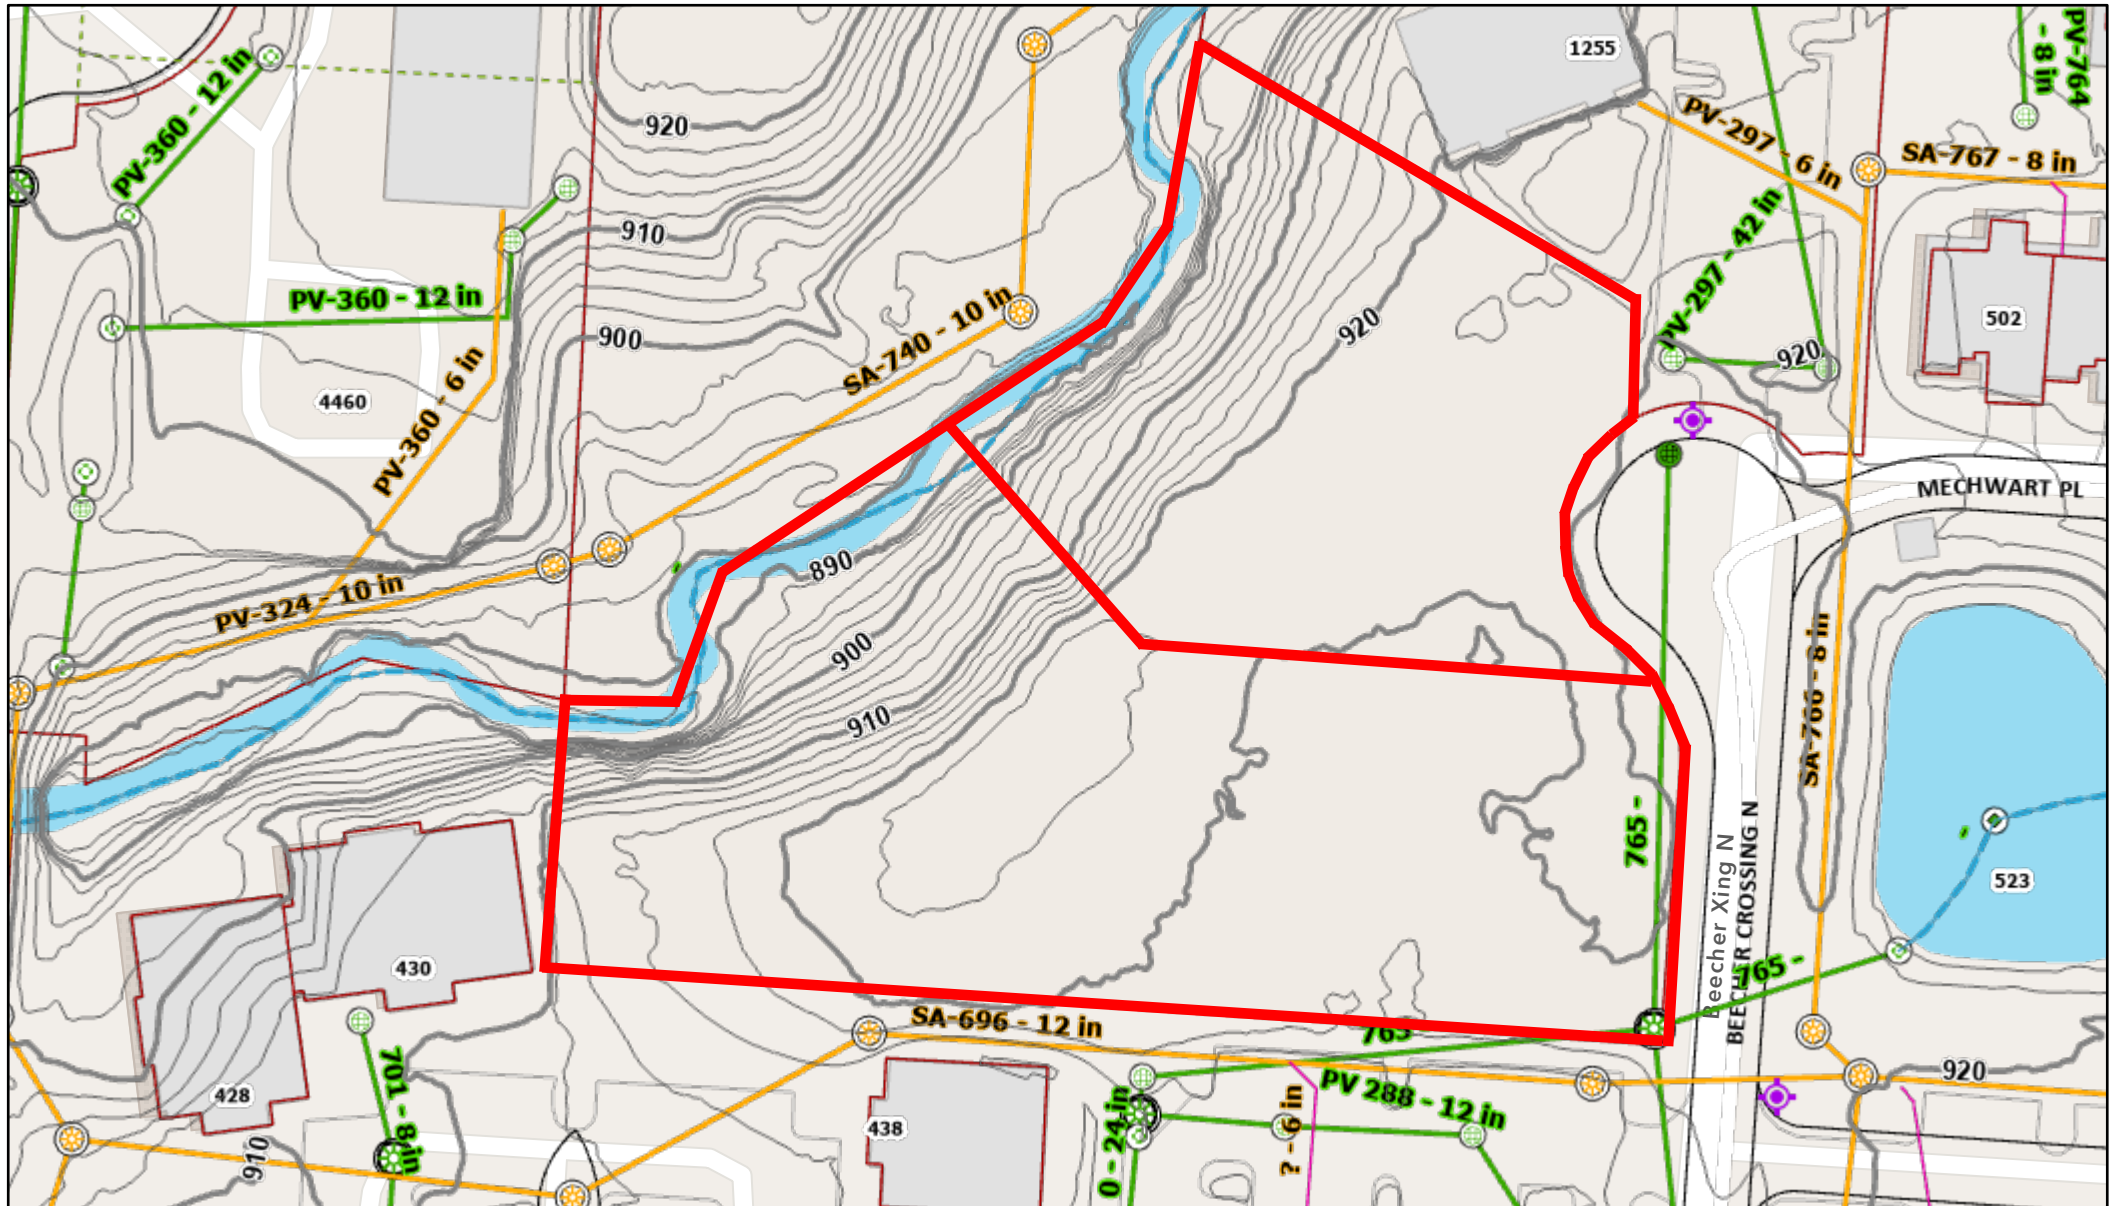 PV-764
- 8 in
1255
PV-360 - 12 in
920
PV-297 - 6 in
SA-767 - 8 in
910
PV-297 - 42 in
PV-360 - 12 in
SA-740 - 10 in
502
900
920
920
4460
PV-360 - 6 in
MECHWART PL
890
PV-324 - 10 in
900
910
SA-766 - 8 in
765 -
Beecher Xing N
BEECHER CROSSING N
523
430
765 -
SA-696 - 12 in
765
920
428
701 - 8 in
PV 288 - 12 in
438
0 - 24 in
? - 6 in
910